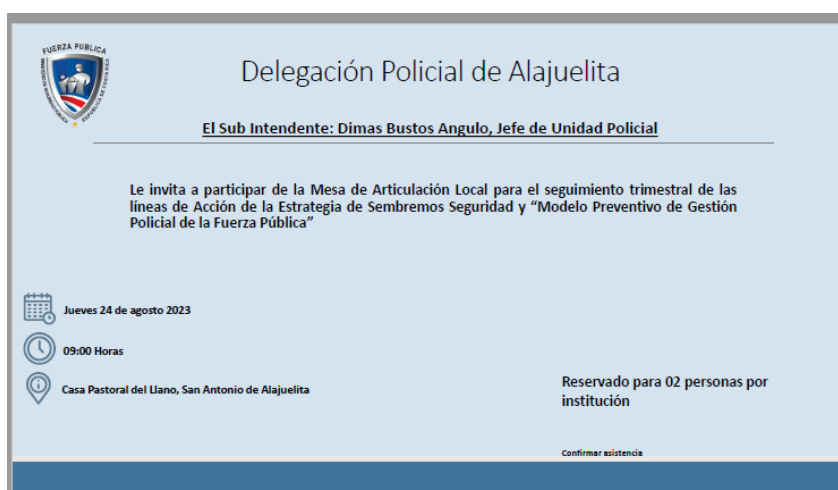 FUERZA PUBLICA
Delegación Policial de Alajuelita
El Sub Intendente: Dimas Bustos Angulo, Jefe de Unidad Policial
Le invita a participar de la Mesa de Articulación Local para el seguimiento trimestral de las
líneas de Acción de la Estrategia de Sembremos Seguridad y “Modelo Preventivo de Gestión
Policial de la Fuerza Pública”
Jueves 24 de agosto 2023
09:00 Horas
Casa Pastoral del Llano, San Antonio de Alajuelita
Reservado para 02 personas por
institución
Confirmar asistencia